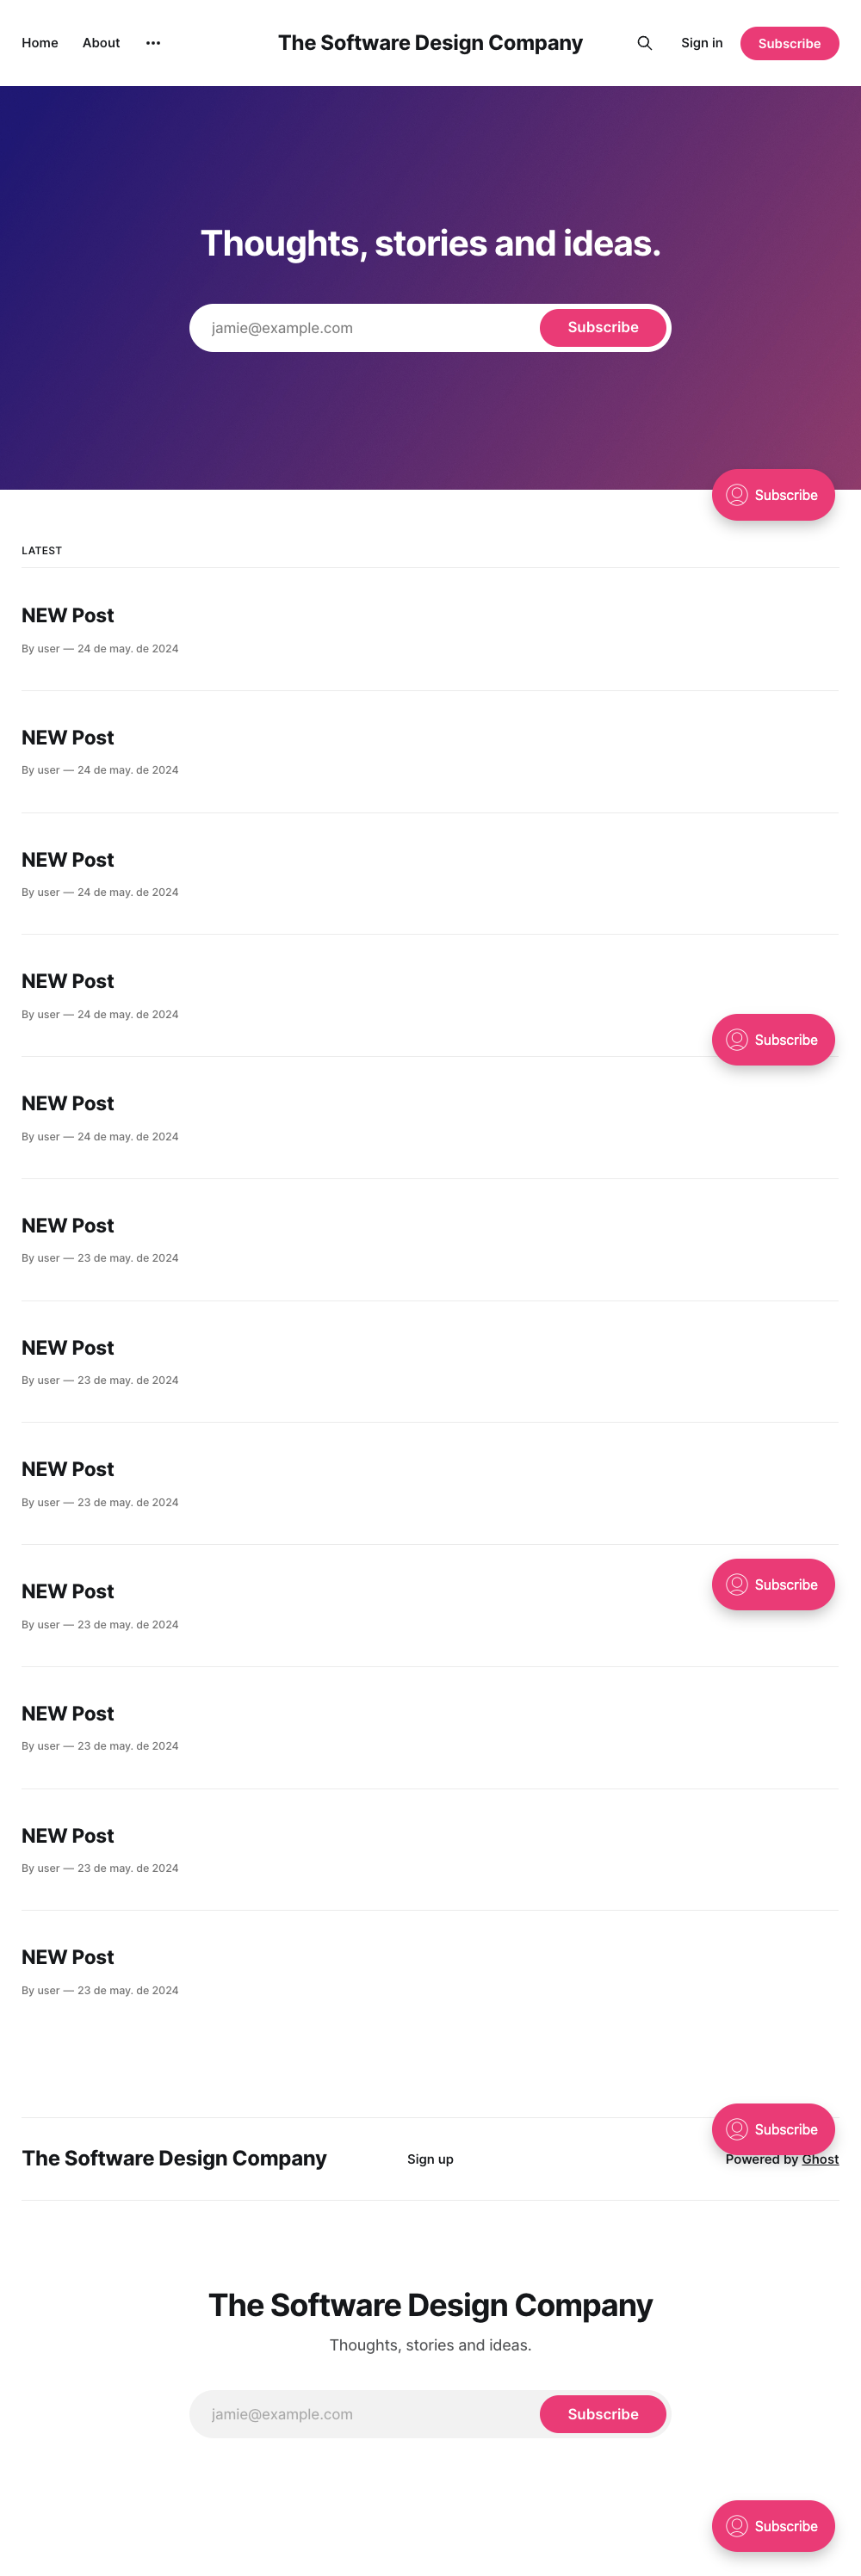 Home About The Software Design Company Sign in Subscribe
Thoughts, stories and ideas.
jamie@example.com Subscribe
Subscribe
LATEST
NEW Post
By user — 24 de may. de 2024
NEW Post
By user — 24 de may. de 2024
NEW Post
By user — 24 de may. de 2024
NEW Post
By user — 24 de may. de 2024
Subscribe
NEW Post
By user — 24 de may. de 2024
NEW Post
By user — 23 de may. de 2024
NEW Post
By user — 23 de may. de 2024
NEW Post
By user — 23 de may. de 2024
Subscribe
NEW Post
By user — 23 de may. de 2024
NEW Post
By user — 23 de may. de 2024
NEW Post
By user — 23 de may. de 2024
NEW Post
By user — 23 de may. de 2024
Subscribe
The Software Design Company Sign up Powered by Ghost
The Software Design Company
Thoughts, stories and ideas.
jamie@example.com Subscribe
Subscribe